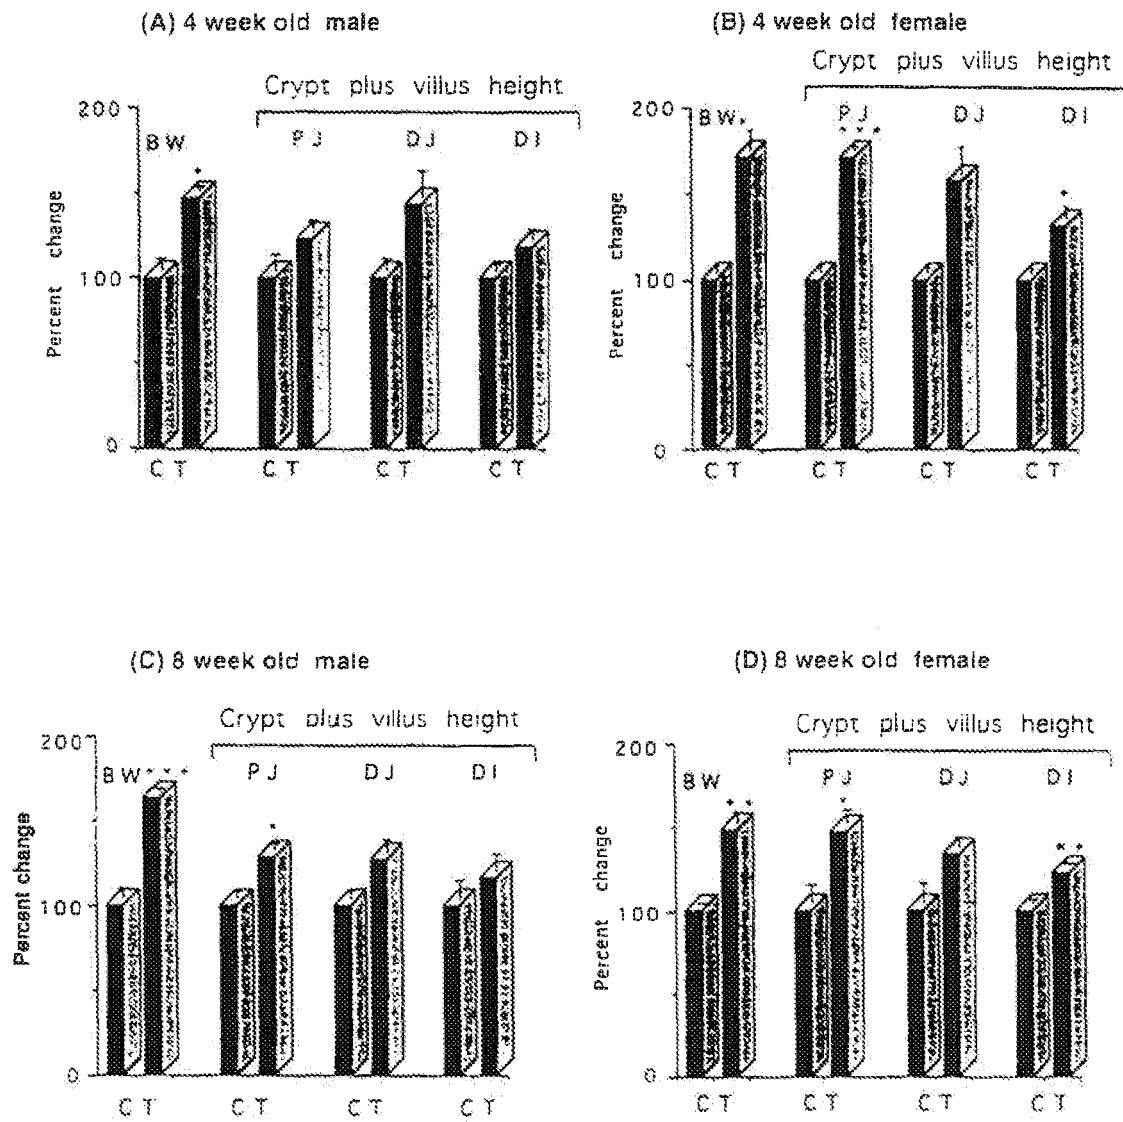 (A) 4 week old male
(B) 4 week old female
Crypt plus villus height
Crypt plus villus height
200
BW
*
PJ
DJ
DI
Percent change
100
0
C T
C T
C T
C T
200
BW*
PJ
* * *
DJ
DI
*
Percent change
100
0
C T
C T
C T
C T
(C) 8 week old male
(D) 8 week old female
Crypt plus villus height
Crypt plus villus height
200
BW * * *
PJ
*
DJ
DI
Percent change
100
0
C T
C T
C T
C T
200
BW
* *
PJ
*
DJ
DI
* *
Percent change
100
0
C T
C T
C T
C T